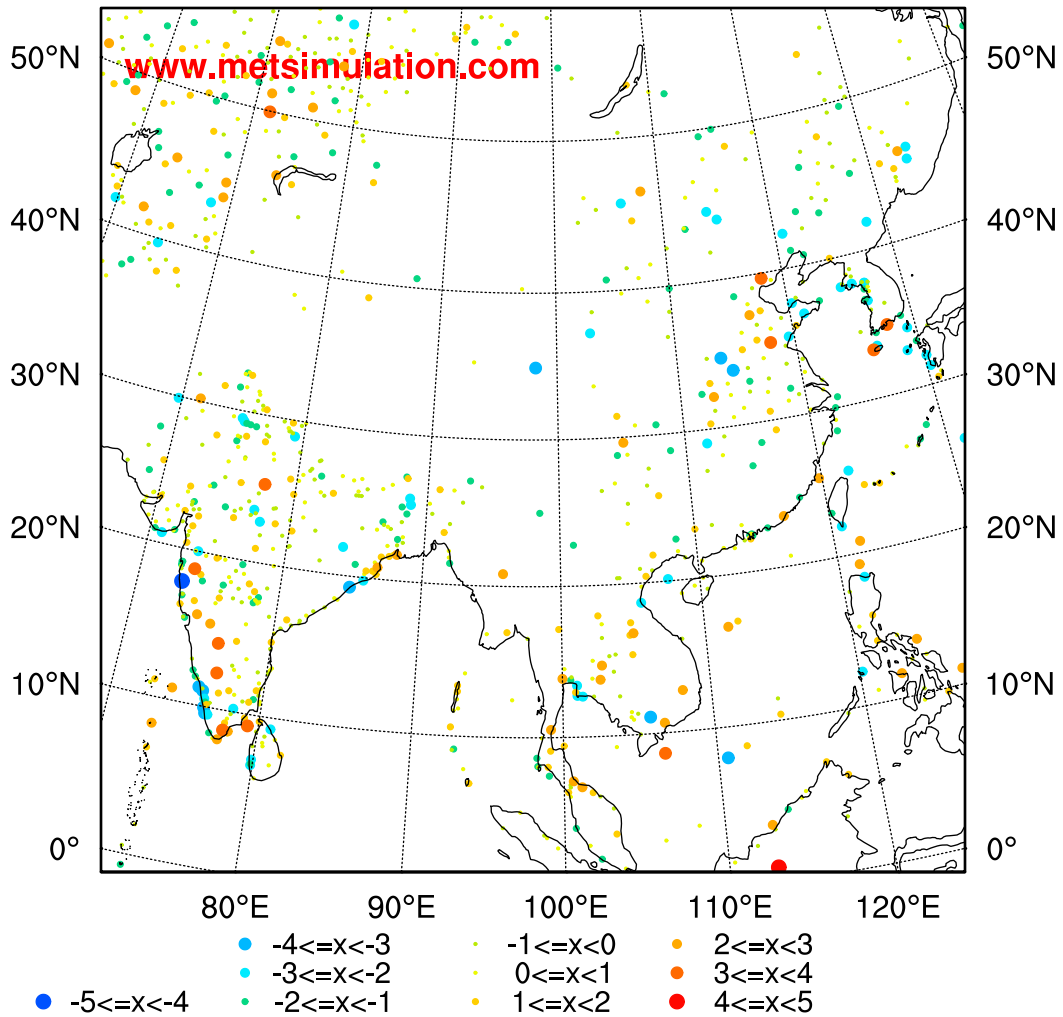 50°N 50°N
www.metsimulation.com
40°N 40°N
30°N 30°N
20°N 20°N
10°N 10°N
0° 0°
80°E 90°E 100°E 110°E 120°E
-4<=x<-3 -1<=x<0 2<=x<3
-3<=x<-2 0<=x<1 3<=x<4
-5<=x<-4 -2<=x<-1 1<=x<2 4<=x<5